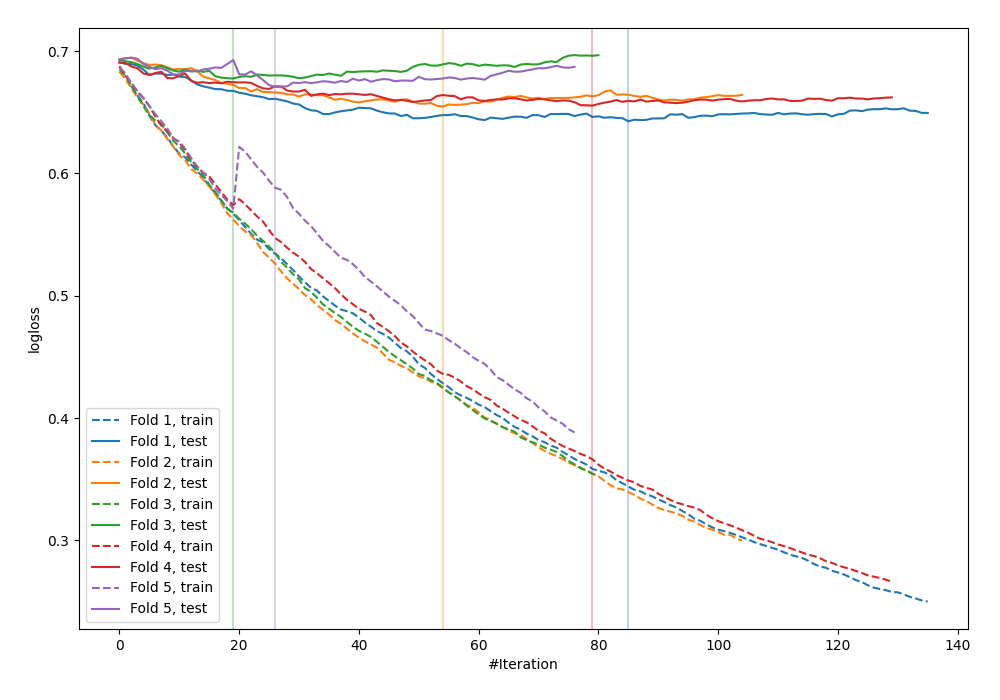 0.7
0.6
0.5
0.4
0.3
logloss
Fold 1, train
Fold 1, test
Fold 2, train
Fold 2, test
Fold 3, train
Fold 3, test
Fold 4, train
Fold 4, test
Fold 5, train
Fold 5, test
0 20 40 60 80 100 120 140
#Iteration